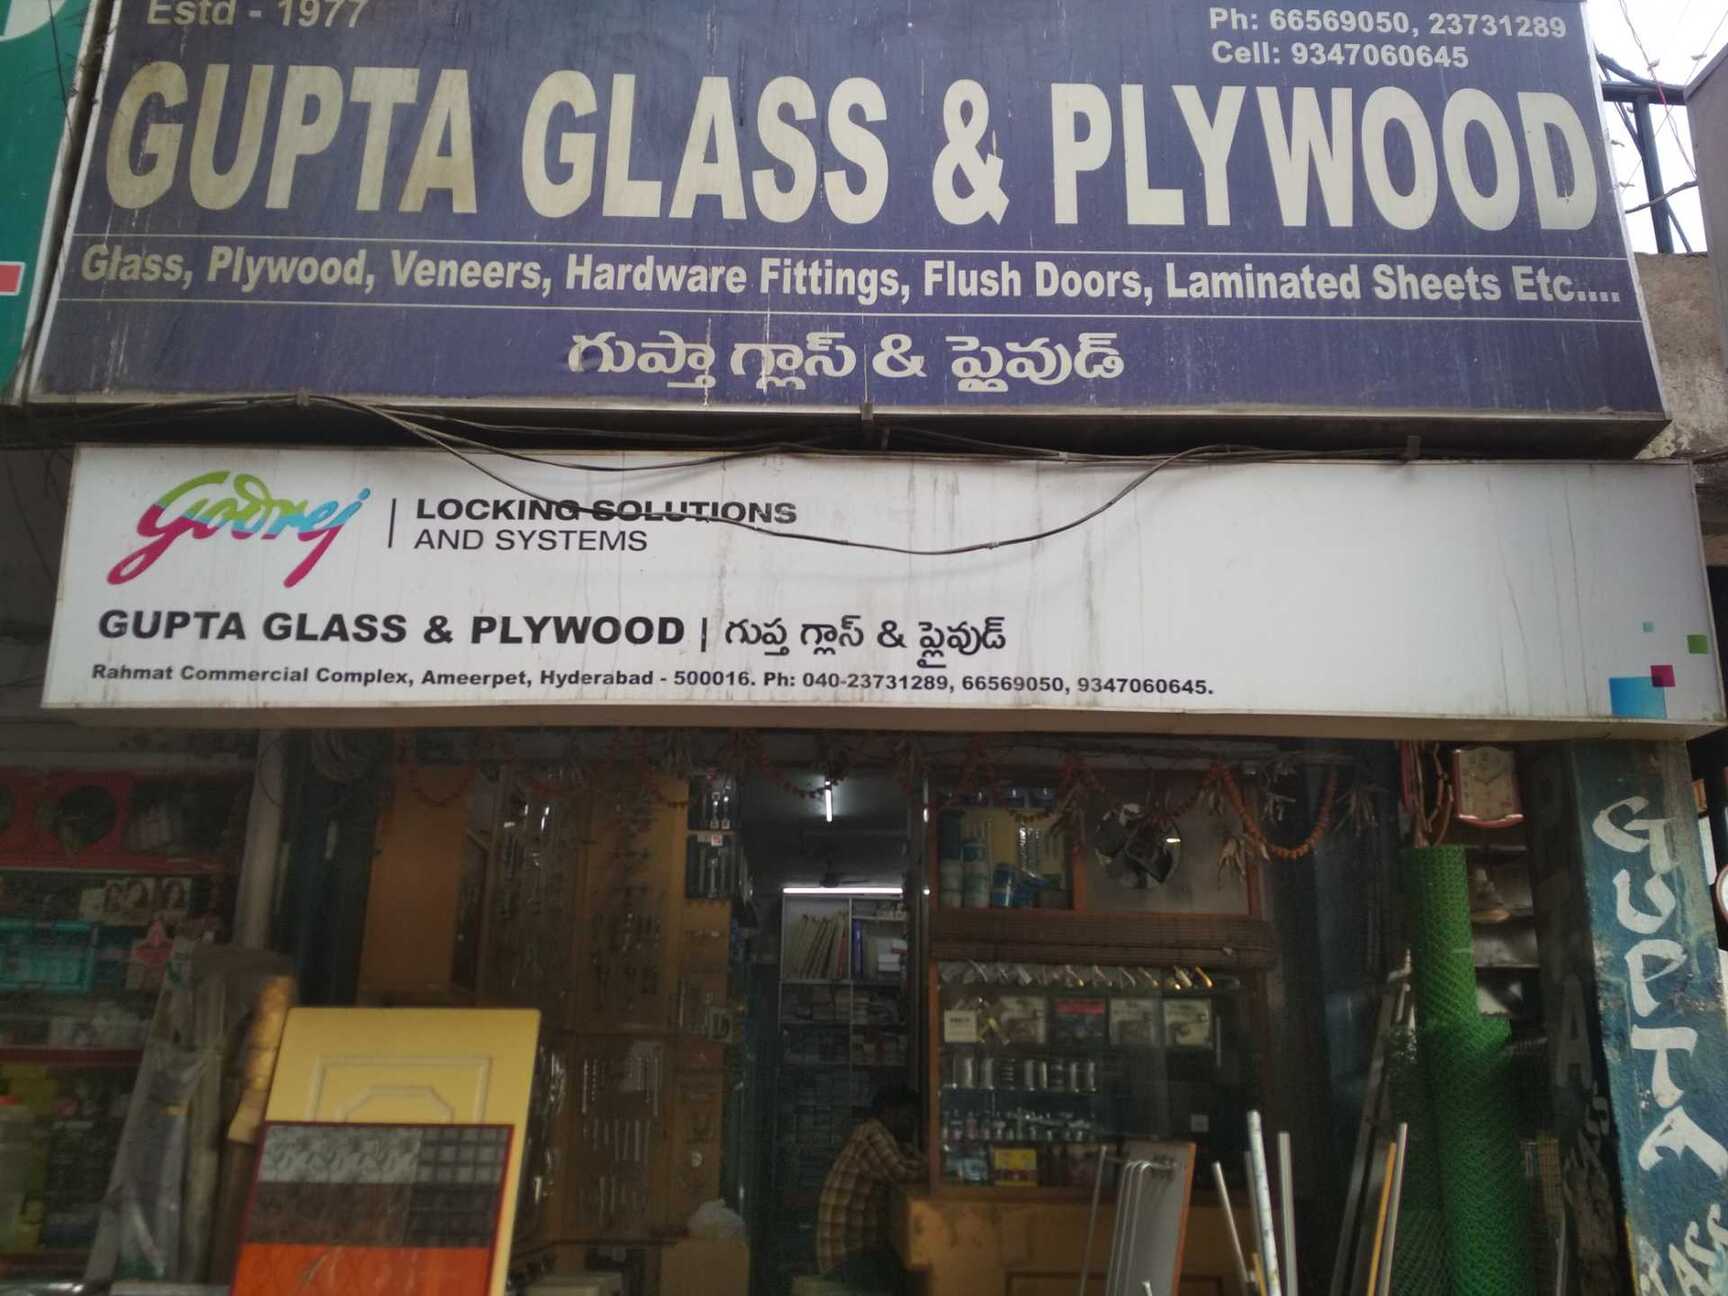 Estd - 1977
Ph: 66569050, 23731289
Cell: 9347060645
GUPTA GLASS & PLYWOOD
Glass, Plywood, Veneers, Hardware Fittings, Flush Doors, Laminated Sheets Etc....
గుప్తా గ్లాస్ & ప్లైవుడ్
Godrej | LOCKING SOLUTIONS
AND SYSTEMS
GUPTA GLASS & PLYWOOD | గుప్త గ్లాస్ & ప్లైవుడ్
Rahmat Commercial Complex, Ameerpet, Hyderabad - 500016. Ph: 040-23731289, 66569050, 9347060645.
GUPTA